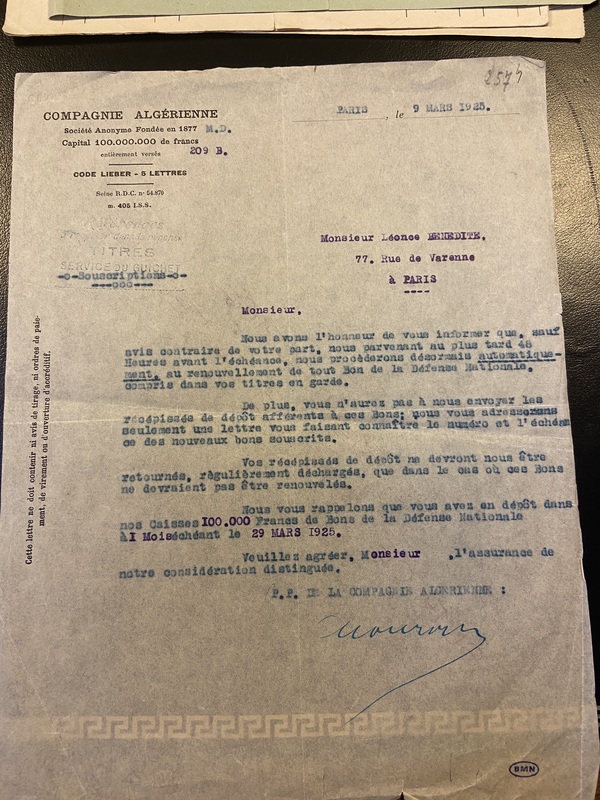 2574
COMPAGNIE ALGÉRIENNE
Société Anonyme Fondée en 1877 M.D.
Capital 100.000.000 de francs
entièrement versés 209 B.
CODE LIEBER - 5 LETTRES
Seine R.D.C. n° 54.870
m. 405 I.S.S.
PARIS, le 9 MARS 1925.
TITRES
SERVICE DU GUICHET
-o-Souscriptions-o-
---ooo---
Monsieur Léonce BENEDITE,
77, Rue de Varenne
à PARIS
----
Monsieur,
Nous avons l'honneur de vous informer que, sauf
avis contraire de votre part, nous parvenant au plus tard 48
Heures avant l'échéance, nous procéderons désormais automatique-
ment, au renouvellement de tout Bon de la Défense Nationale,
compris dans vos titres en garde.
De plus, vous n'aurez pas à nous envoyer les
récépissés de dépôt afférents à ces Bons; nous vous adresserons
seulement une lettre vous faisant connaître le numéro et l'échéan
ce des nouveaux bons souscrits.
Vos récépissés de dépôt ne devront nous être
retournés, régulièrement déchargés, que dans le cas où ces Bons
ne devraient pas être renouvelés.
Nous vous rappelons que vous avez en dépôt dans
nos Caisses 100.000 Francs de Bons de la Défense Nationale
à I Mois échéant le 29 MARS 1925.
Veuillez agréer, Monsieur ,l'assurance de
notre considération distinguée.
P.P. DE LA COMPAGNIE ALGERIENNE :
Cette lettre ne doit contenir ni avis de tirage, ni ordres de paie-
ment, de virement ou d'ouverture d'accréditif.
BMN